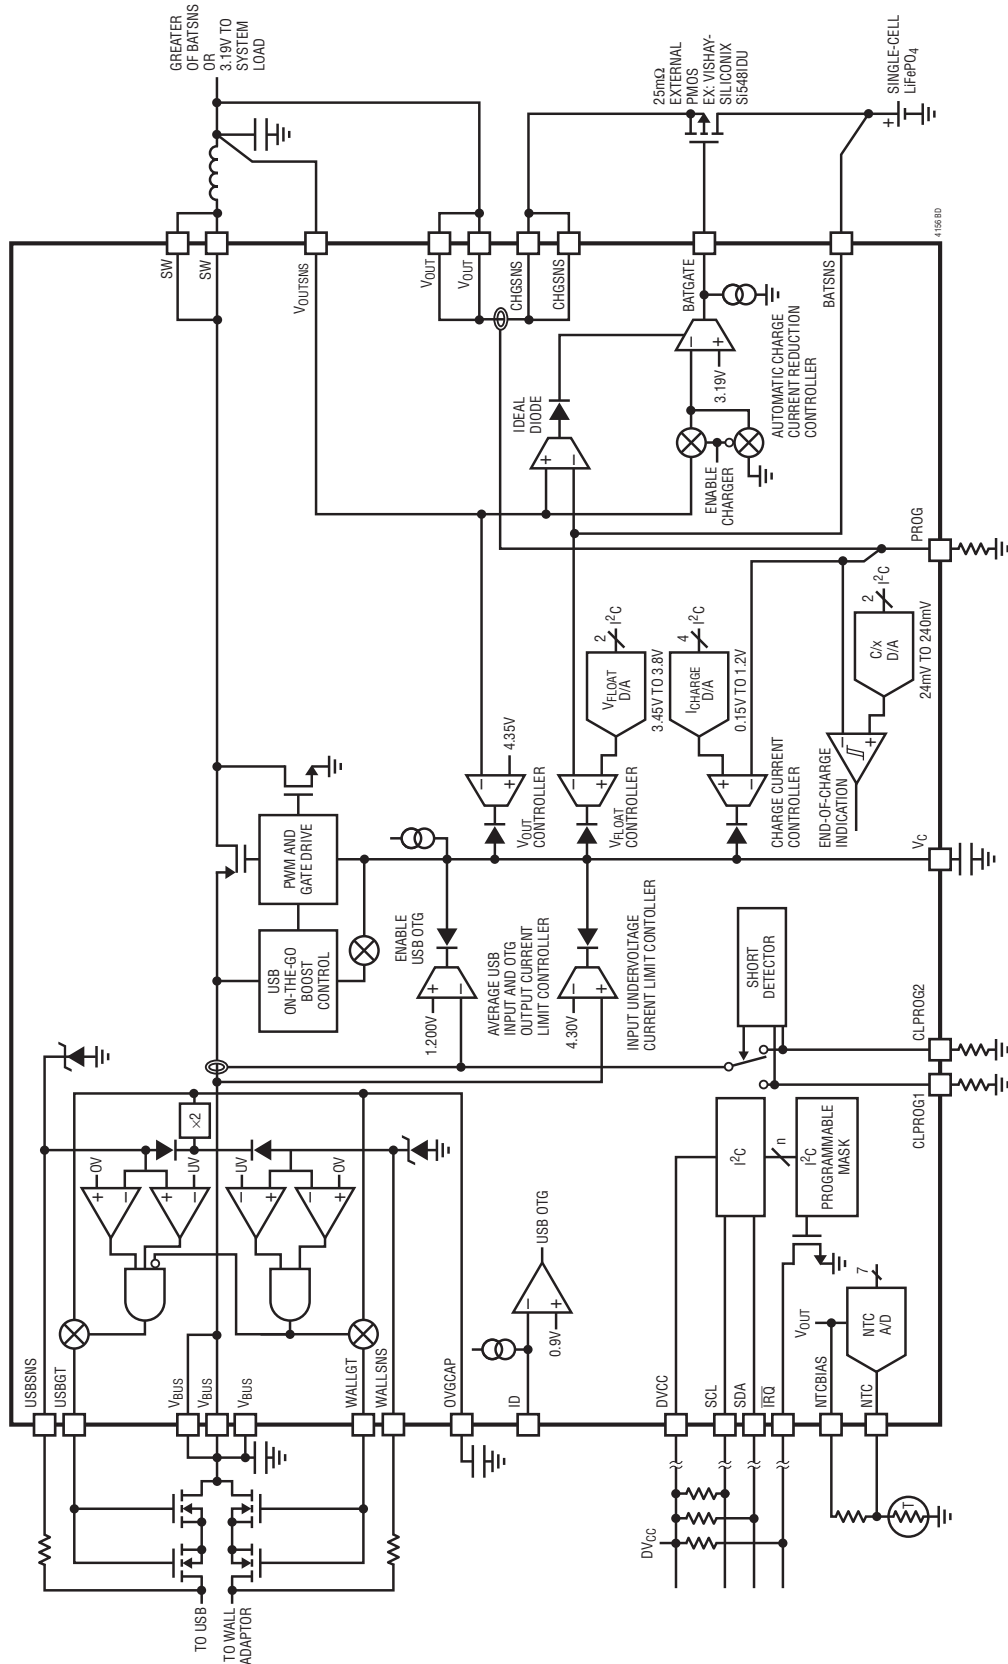 TO USB
TO WALL
ADAPTOR
USBSNS
USBGT
VBUS
VBUS
VBUS
WALLGT
WALLSNS
OVGCAP
ID
DVCC
SCL
SDA
IRQ
NTCBIAS
NTC
DVCC
T
OV
UV
×2
UV
OV
USB OTG
0.9V
VOUT
NTC
A/D
7
I2C
n
I2C
PROGRAMMABLE
MASK
CLPROG1
CLPROG2
SHORT
DETECTOR
USB
ON-THE-GO
BOOST
CONTROL
PWM AND
GATE DRIVE
ENABLE
USB OTG
1.200V
AVERAGE USB
INPUT AND OTG
OUTPUT CURRENT
LIMIT CONTROLLER
4.30V
INPUT UNDERVOLTAGE
CURRENT LIMIT CONTOLLER
VC
4.35V
VOUT
CONTROLLER
VFLOAT
CONTROLLER
VFLOAT
D/A
2
I2C
3.45V TO 3.8V
ICHARGE
D/A
4
I2C
0.15V TO 1.2V
CHARGE CURRENT
CONTROLLER
END-OF-CHARGE
INDICATION
C/x
D/A
2
I2C
24mV TO 240mV
PROG
IDEAL
DIODE
ENABLE
CHARGER
3.19V
AUTOMATIC CHARGE
CURRENT REDUCTION
CONTROLLER
SW
SW
VOUTSNS
VOUT
VOUT
CHGSNS
CHGSNS
BATGATE
BATSNS
GREATER
OF BATSNS
OR
3.19V TO
SYSTEM
LOAD
25mΩ
EXTERNAL
PMOS
EX: VISHAY-
SILICONIX
Si5481DU
SINGLE-CELL
LiFePO4
4156 BD